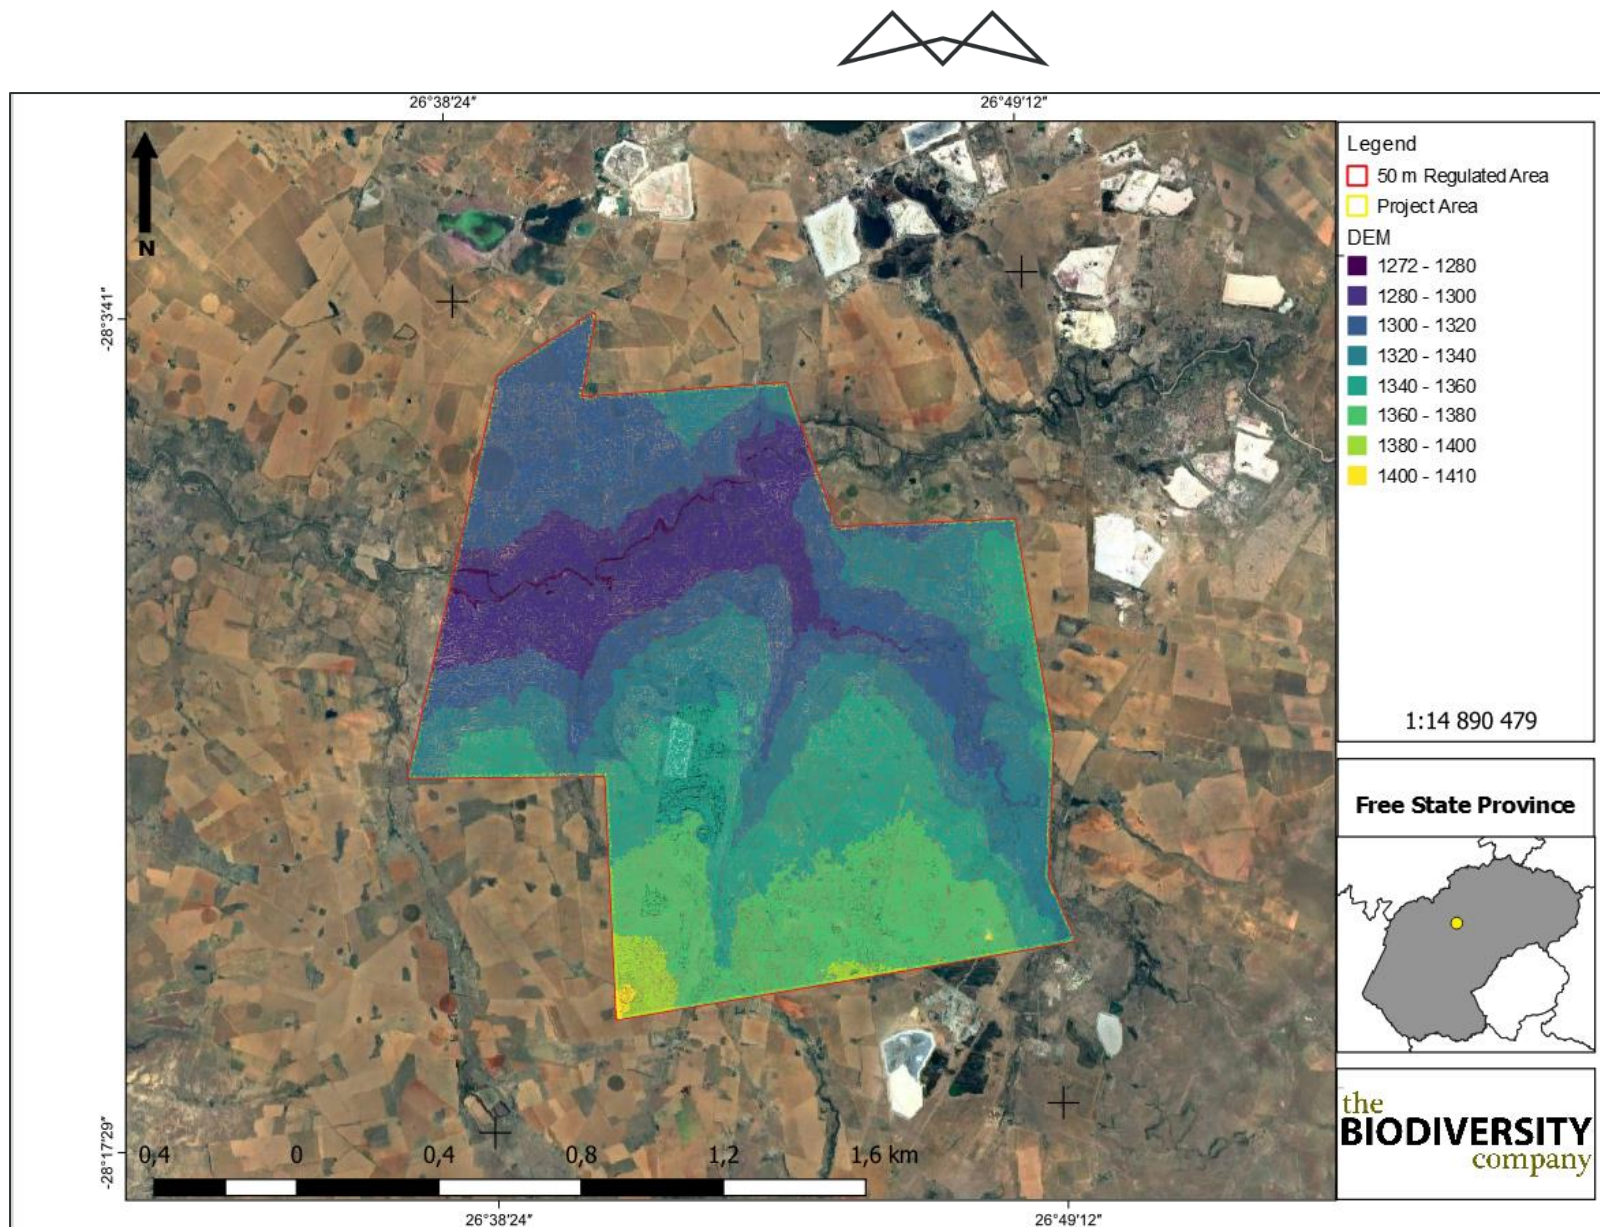 26°38'24" 26°49'12"
-28°3'41"
-28°17'29"
N
Legend
50 m Regulated Area
Project Area
DEM
1272 - 1280
1280 - 1300
1300 - 1320
1320 - 1340
1340 - 1360
1360 - 1380
1380 - 1400
1400 - 1410
1:14 890 479
Free State Province
the
BIODIVERSITY
company
0,4 0 0,4 0,8 1,2 1,6 km
26°38'24" 26°49'12"